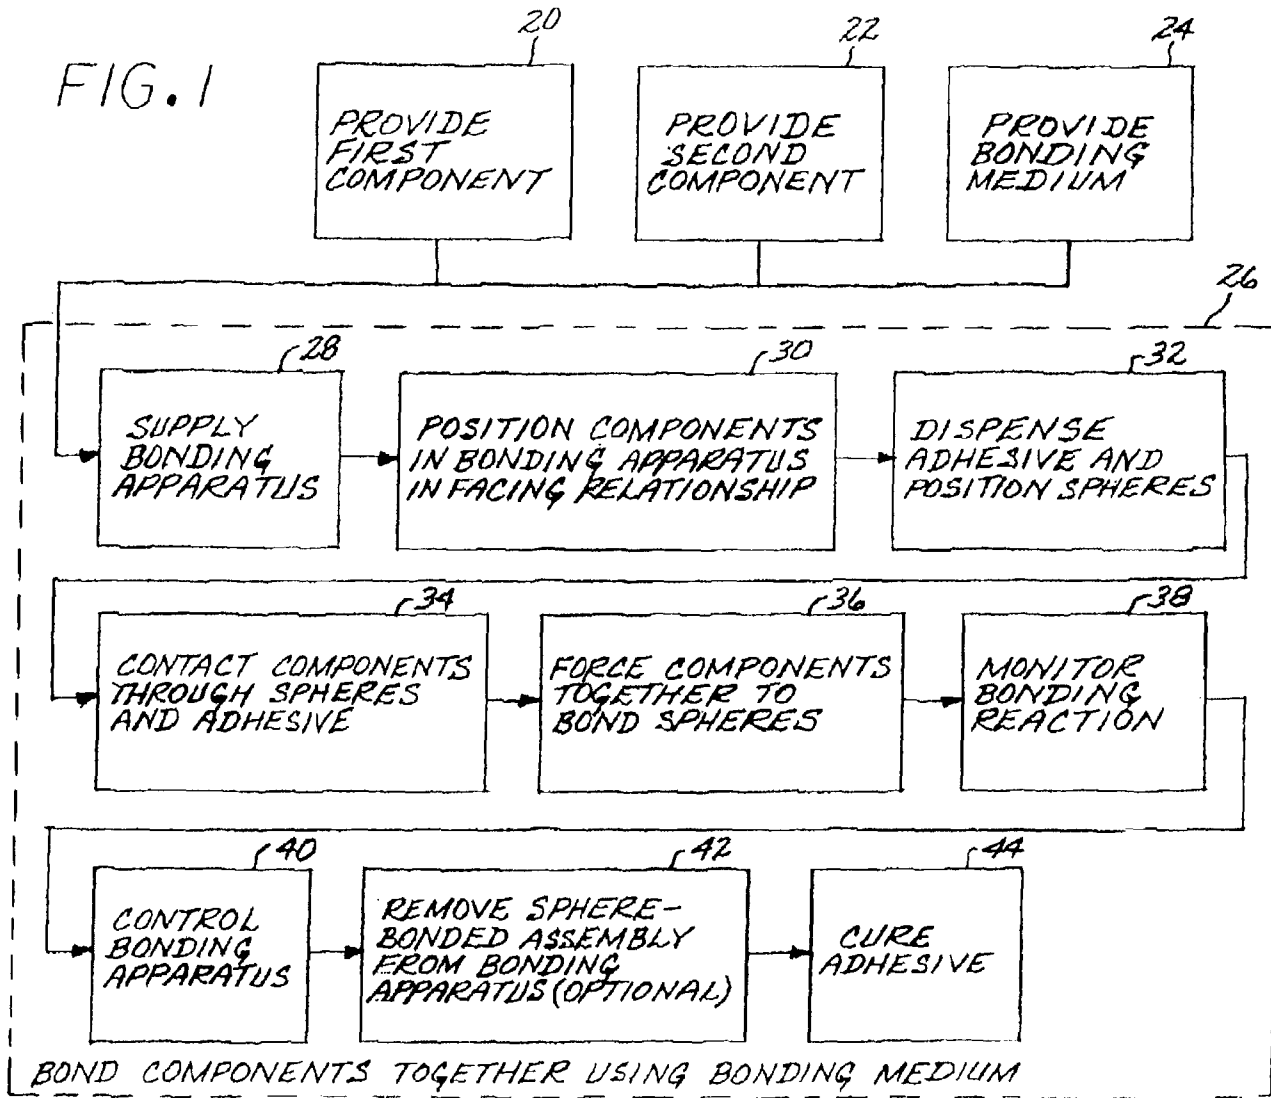 FIG. 1
20
22
24
PROVIDE
FIRST
COMPONENT
PROVIDE
SECOND
COMPONENT
PROVIDE
BONDING
MEDIUM
26
28
30
32
SUPPLY
BONDING
APPARATUS
POSITION COMPONENTS
IN BONDING APPARATUS
IN FACING RELATIONSHIP
DISPENSE
ADHESIVE AND
POSITION SPHERES
34
36
38
CONTACT COMPONENTS
THROUGH SPHERES
AND ADHESIVE
FORCE COMPONENTS
TOGETHER TO
BOND SPHERES
MONITOR
BONDING
REACTION
40
42
44
CONTROL
BONDING
APPARATUS
REMOVE SPHERE-
BONDED ASSEMBLY
FROM BONDING
APPARATUS (OPTIONAL)
CURE
ADHESIVE
BOND COMPONENTS TOGETHER USING BONDING MEDIUM